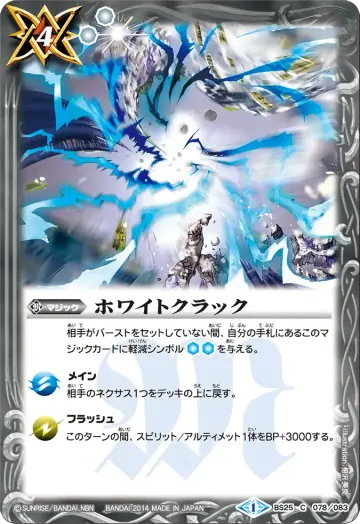 4
マジック ホワイトクラック
相手がバーストをセットしていない間、自分の手札にあるこのマ
ジックカードに軽減シンボル を与える。
メイン
相手のネクサス1つをデッキの上に戻す。
フラッシュ
このターンの間、スピリット/アルティメット1体をBP+3000する。
©SUNRISE/BANDAI, NBN BANDAI 2014 MADE IN JAPAN 1 BS25 - C 078 / 083